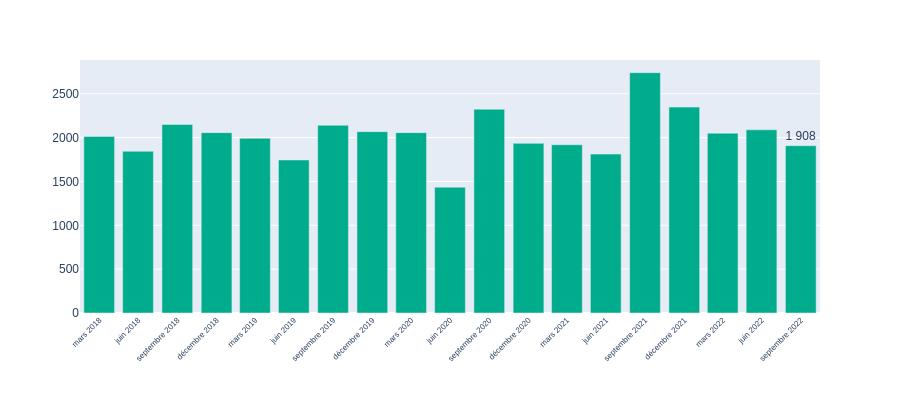 2500
2000
1500
1000
500
0
1 908
mars 2018
juin 2018
septembre 2018
décembre 2018
mars 2019
juin 2019
septembre 2019
décembre 2019
mars 2020
juin 2020
septembre 2020
décembre 2020
mars 2021
juin 2021
septembre 2021
décembre 2021
mars 2022
juin 2022
septembre 2022